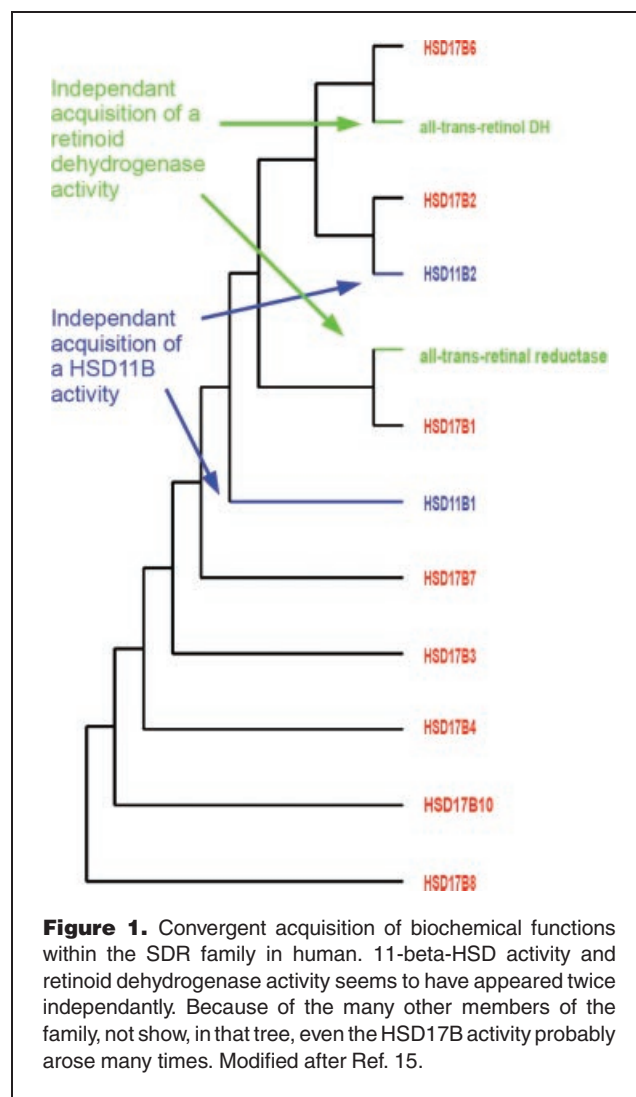 HSD17B6
Independant
acquisition of a
retinoid
dehydrogenase
activity
all-trans-retinol DH
HSD17B2
HSD11B2
Independant
acquisition of
a HSD11B
activity
all-trans-retinal reductase
HSD17B1
HSD11B1
HSD17B7
HSD17B3
HSD17B4
HSD17B10
HSD17B8
Figure 1. Convergent acquisition of biochemical functions
within the SDR family in human. 11-beta-HSD activity and
retinoid dehydrogenase activity seems to have appeared twice
independantly. Because of the many other members of the
family, not show, in that tree, even the HSD17B activity probably
arose many times. Modified after Ref. 15.